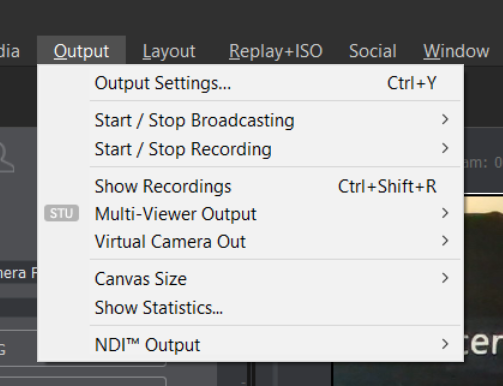 dia Output Layout Replay+ISO Social Window
Output Settings... Ctrl+Y
Start / Stop Broadcasting
Start / Stop Recording
Show Recordings Ctrl+Shift+R
STU Multi-Viewer Output
Virtual Camera Out
Canvas Size
Show Statistics...
NDI™ Output
am: 0
nera F
G
ter